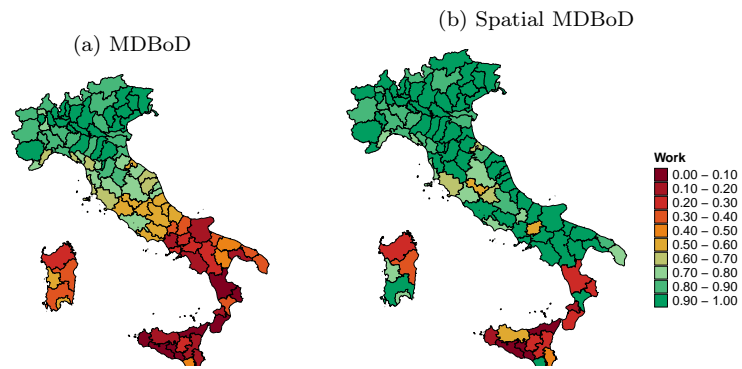 (a) MDBoD
(b) Spatial MDBoD
Work
0.00 – 0.10
0.10 – 0.20
0.20 – 0.30
0.30 – 0.40
0.40 – 0.50
0.50 – 0.60
0.60 – 0.70
0.70 – 0.80
0.80 – 0.90
0.90 – 1.00